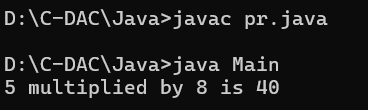 D:\C-DAC\Java>javac pr.java
D:\C-DAC\Java>java Main
5 multiplied by 8 is 40